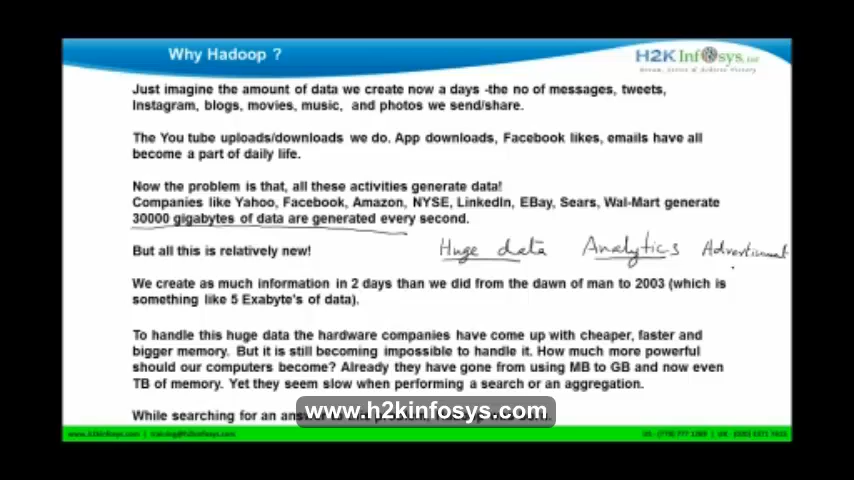 Why Hadoop ?
H2K Infosys, LLC
Just imagine the amount of data we create now a days -the no of messages, tweets,
Instagram, blogs, movies, music, and photos we send/share.
The You tube uploads/downloads we do. App downloads, Facebook likes, emails have all
become a part of daily life.
Now the problem is that, all these activities generate data!
Companies like Yahoo, Facebook, Amazon, NYSE, LinkedIn, EBay, Sears, Wal-Mart generate
30000 gigabytes of data are generated every second.
But all this is relatively new!
Huge data Analytics Advertisment
We create as much information in 2 days than we did from the dawn of man to 2003 (which is
something like 5 Exabyte's of data).
To handle this huge data the hardware companies have come up with cheaper, faster and
bigger memory. But it is still becoming impossible to handle it. How much more powerful
should our computers become? Already they have gone from using MB to GB and now even
TB of memory. Yet they seem slow when performing a search or an aggregation.
While searching for an
www.h2kinfosys.com
www.h2kinfosys.com | training@h2kinfosys.com